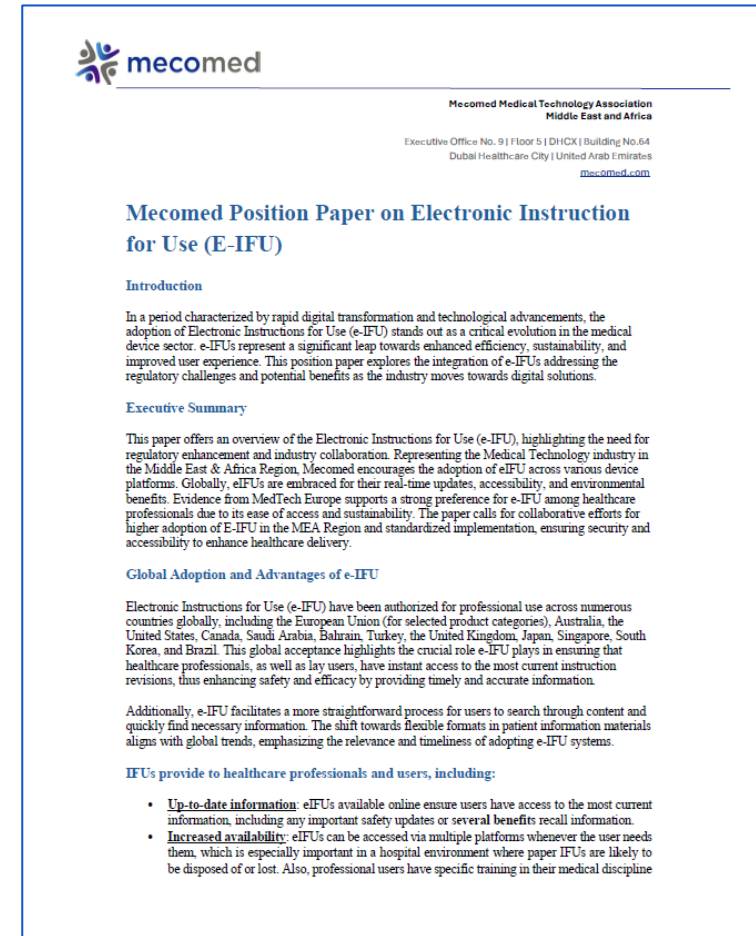 mecomed
Mecomed Medical Technology Association
Middle East and Africa
Executive Office No. 9 | Floor 5 | DHCX | Building No.64
Dubai Healthcare City | United Arab Emirates
mecomed.com
Mecomed Position Paper on Electronic Instruction
for Use (E-IFU)
Introduction
In a period characterized by rapid digital transformation and technological advancements, the
adoption of Electronic Instructions for Use (e-IFU) stands out as a critical evolution in the medical
device sector. e-IFUs represent a significant leap towards enhanced efficiency, sustainability, and
improved user experience. This position paper explores the integration of e-IFUs addressing the
regulatory challenges and potential benefits as the industry moves towards digital solutions.
Executive Summary
This paper offers an overview of the Electronic Instructions for Use (e-IFU), highlighting the need for
regulatory enhancement and industry collaboration. Representing the Medical Technology industry in
the Middle East & Africa Region, Mecomed encourages the adoption of eIFU across various device
platforms. Globally, eIFUs are embraced for their real-time updates, accessibility, and environmental
benefits. Evidence from MedTech Europe supports a strong preference for e-IFU among healthcare
professionals due to its ease of access and sustainability. The paper calls for collaborative efforts for
higher adoption of E-IFU in the MEA Region and standardized implementation, ensuring security and
accessibility to enhance healthcare delivery.
Global Adoption and Advantages of e-IFU
Electronic Instructions for Use (e-IFU) have been authorized for professional use across numerous
countries globally, including the European Union (for selected product categories), Australia, the
United States, Canada, Saudi Arabia, Bahrain, Turkey, the United Kingdom, Japan, Singapore, South
Korea, and Brazil. This global acceptance highlights the crucial role e-IFU plays in ensuring that
healthcare professionals, as well as lay users, have instant access to the most current instruction
revisions, thus enhancing safety and efficacy by providing timely and accurate information.
Additionally, e-IFU facilitates a more straightforward process for users to search through content and
quickly find necessary information. The shift towards flexible formats in patient information materials
aligns with global trends, emphasizing the relevance and timeliness of adopting e-IFU systems.
IFUs provide to healthcare professionals and users, including:
• Up-to-date information: eIFUs available online ensure users have access to the most current
information, including any important safety updates or several benefits recall information.
• Increased availability: eIFUs can be accessed via multiple platforms whenever the user needs
them, which is especially important in a hospital environment where paper IFUs are likely to
be disposed of or lost. Also, professional users have specific training in their medical discipline